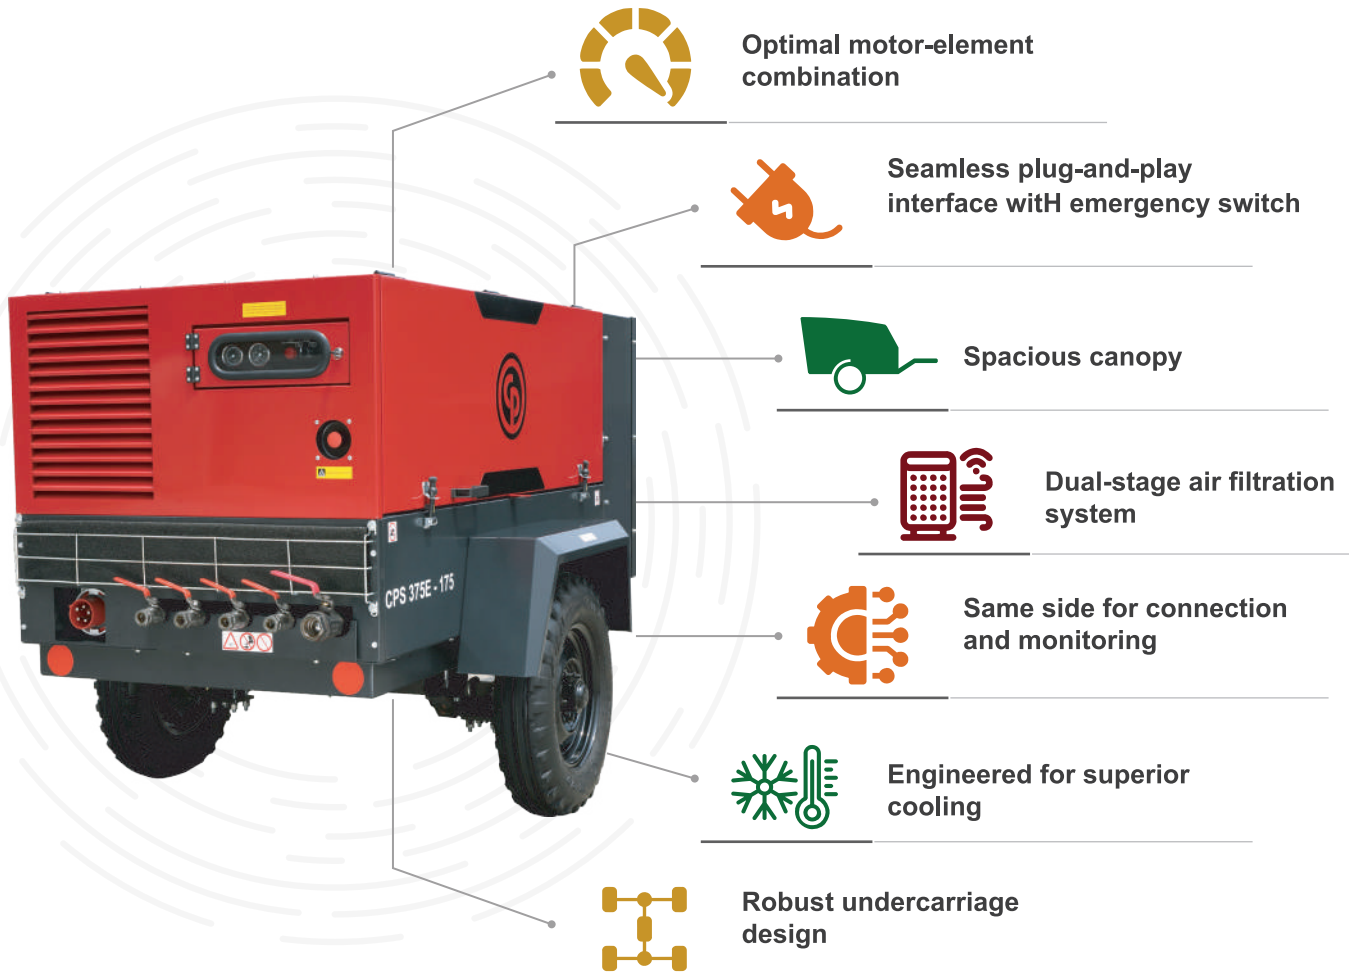 Optimal motor-element
combination
Seamless plug-and-play
interface witH emergency switch
Spacious canopy
Dual-stage air filtration
system
Same side for connection
and monitoring
Engineered for superior
cooling
Robust undercarriage
design
CP
CPS 375E - 175